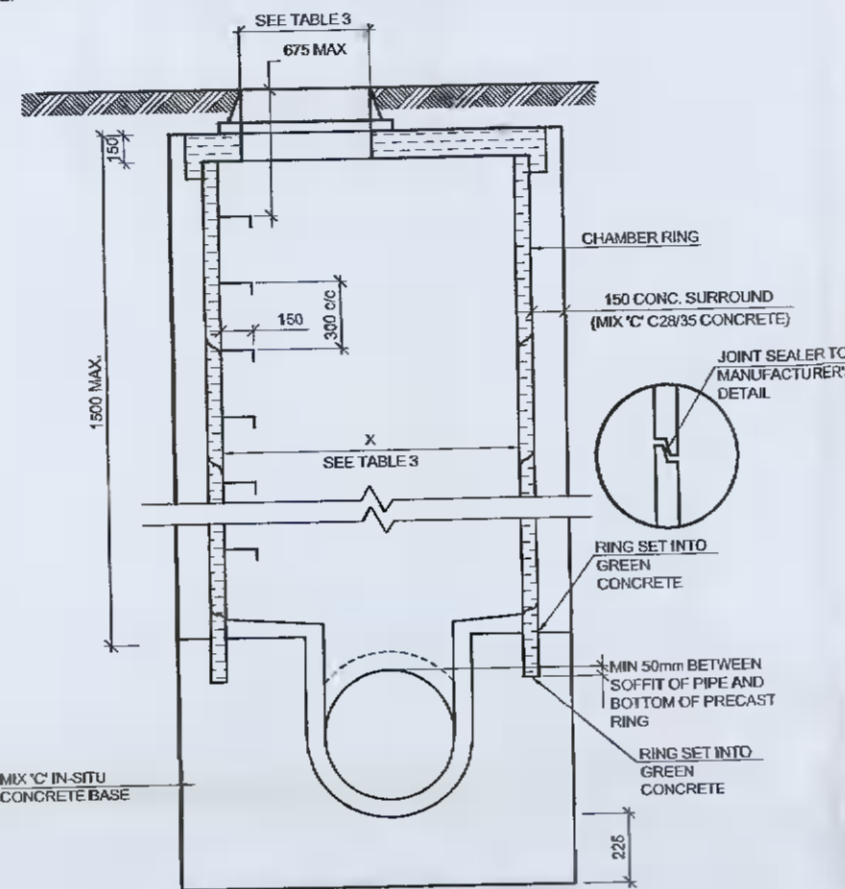 SEE TABLE 3
675 MAX
150
CHAMBER RING
150 CONC. SURROUND
(MIX 'C' C28/35 CONCRETE)
150
300 c/c
JOINT SEALER TO
MANUFACTURER'
DETAIL
1500 MAX.
X
SEE TABLE 3
RING SET INTO
GREEN
CONCRETE
MIN 50mm BETWEEN
SOFFIT OF PIPE AND
BOTTOM OF PRECAST
RING
RING SET INTO
GREEN
CONCRETE
MIX 'C' IN-SITU
CONCRETE BASE
225